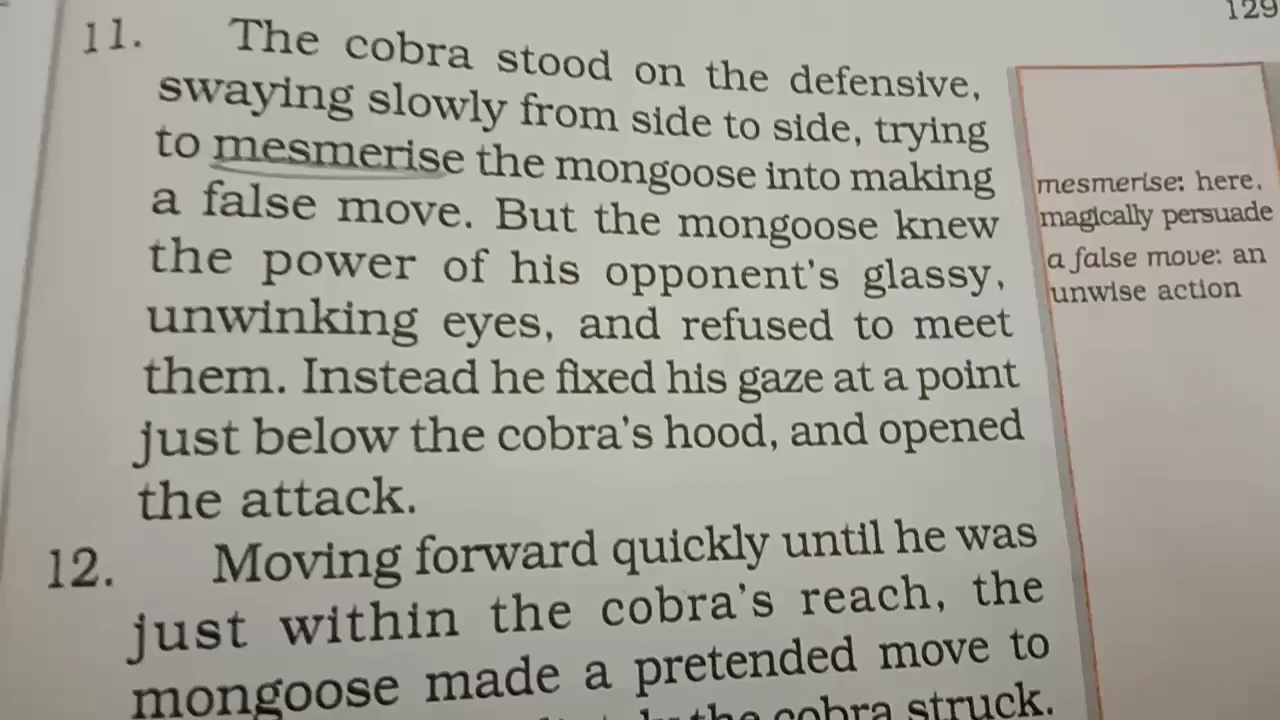 129
11. The cobra stood on the defensive,
swaying slowly from side to side, trying
to mesmerise the mongoose into making
a false move. But the mongoose knew
the power of his opponent's glassy,
unwinking eyes, and refused to meet
them. Instead he fixed his gaze at a point
just below the cobra's hood, and opened
the attack.
12. Moving forward quickly until he was
just within the cobra's reach, the
mongoose made a pretended move to
the cobra struck.
mesmerise: here,
magically persuade
a false move: an
unwise action